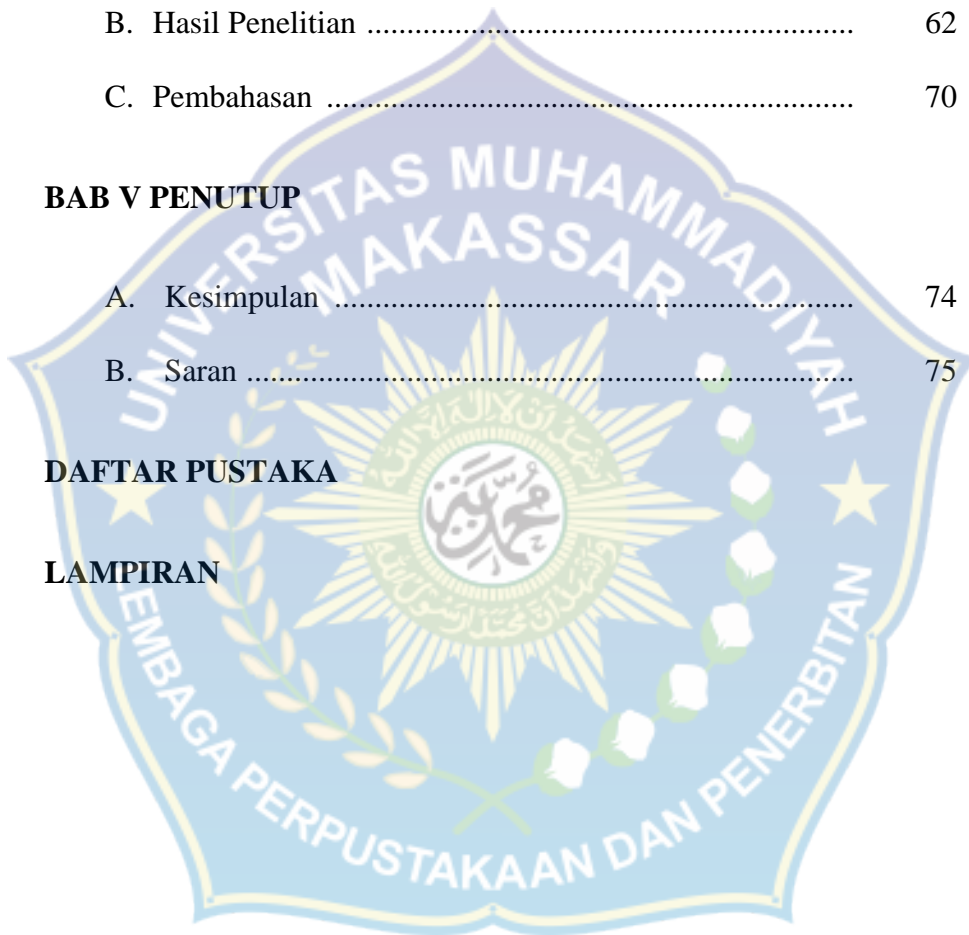 B. Hasil Penelitian ............................................................ 62
C. Pembahasan ................................................................. 70
BAB V PENUTUP
A. Kesimpulan ................................................................ 74
B. Saran ........................................................................... 75
DAFTAR PUSTAKA
LAMPIRAN
UNIVERSITAS MUHAMMADIYAH
MAKASSAR
محمدية
LEMBAGA PERPUSTAKAAN DAN PENERBITAN